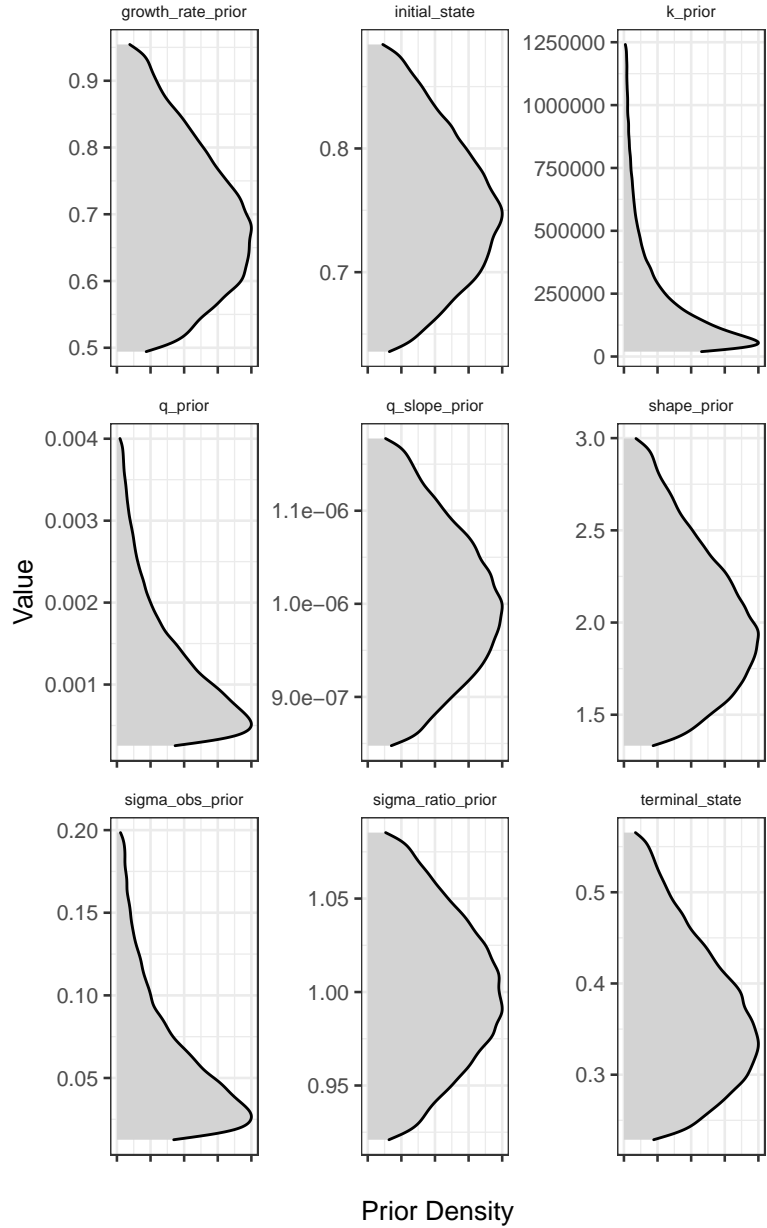 growth_rate_prior
0.9
0.8
0.7
0.6
0.5
initial_state
0.8
0.7
k_prior
1250000
1000000
750000
500000
250000
0
q_prior
0.004
0.003
0.002
0.001
q_slope_prior
1.1e−06
1.0e−06
9.0e−07
shape_prior
3.0
2.5
2.0
1.5
sigma_obs_prior
0.20
0.15
0.10
0.05
sigma_ratio_prior
1.05
1.00
0.95
terminal_state
0.5
0.4
0.3
Value
Prior Density